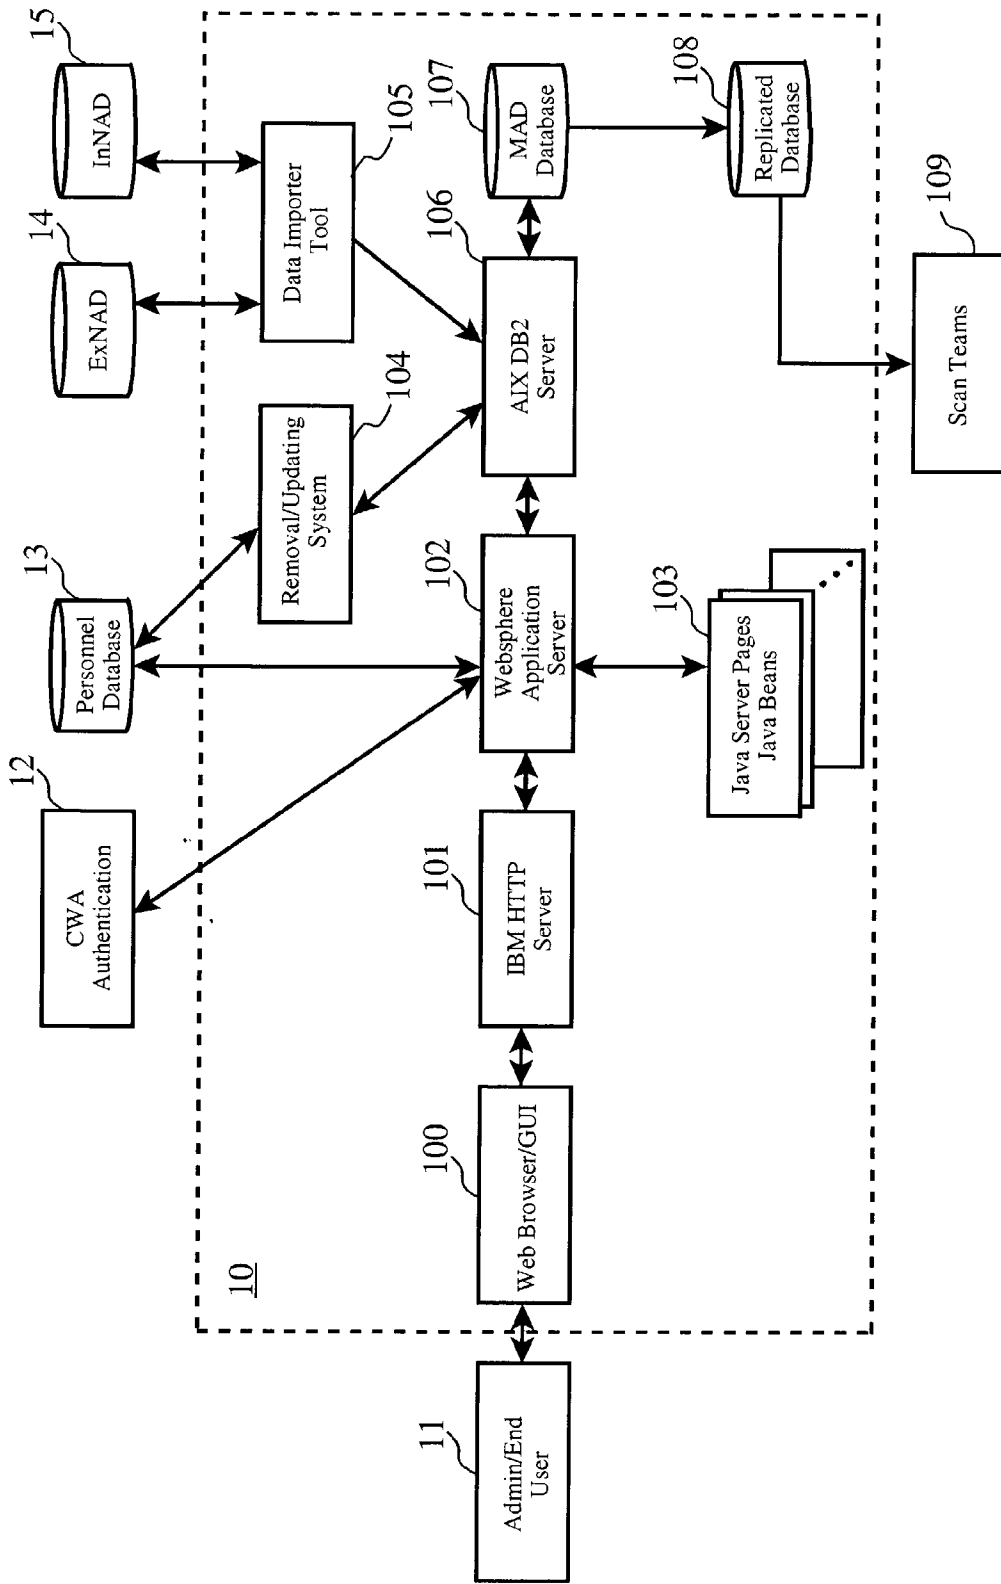 12
CWA
Authentication
13
Personnel
Database
14
ExNAD
15
InNAD
10
Removal/Updating
System
104
Data Importer
Tool
105
11
Admin/End
User
100
Web Browser/GUI
101
IBM HTTP
Server
102
Websphere
Application
Server
106
AIX DB2
Server
107
MAD
Database
103
Java Server Pages
Java Beans
108
Replicated
Database
109
Scan Teams